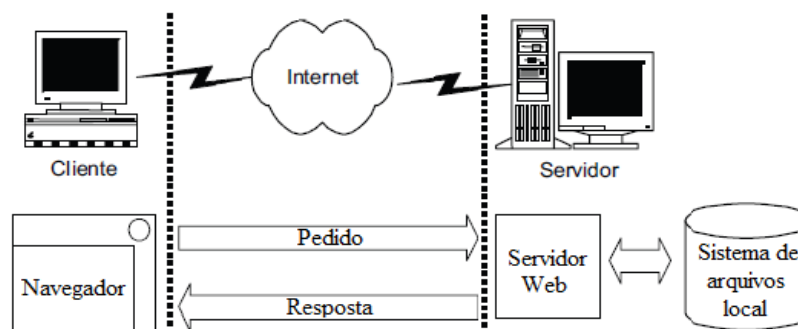 Internet
Cliente
Servidor
Pedido
Navegador
Servidor
Web
Sistema de
arquivos
local
Resposta